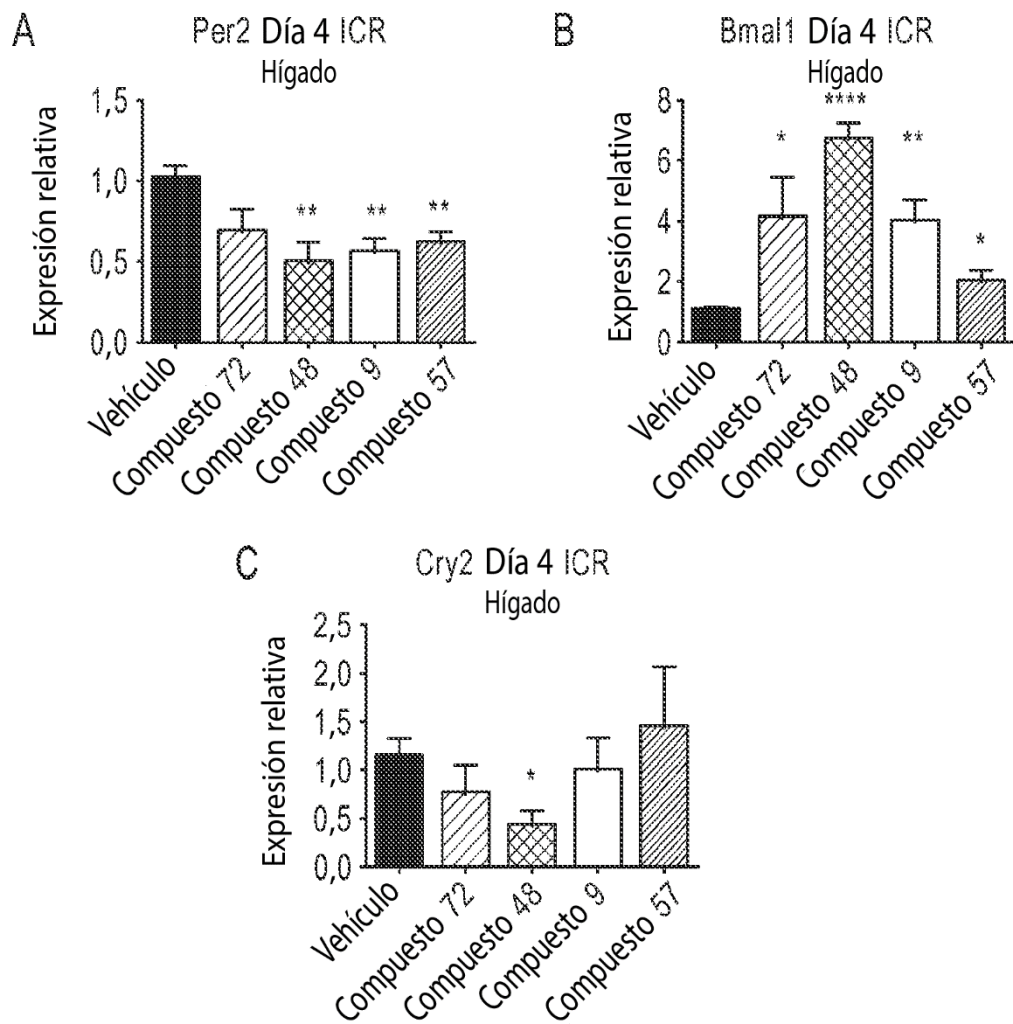 A
Per2 Día 4 ICR
Hígado
Expresión relativa
1,5
1,0
0,5
0,0
** ** **
Vehículo
Compuesto 72
Compuesto 48
Compuesto 9
Compuesto 57
B
Bmal1 Día 4 ICR
Hígado
Expresión relativa
8
6
4
2
0
* **** ** *
Vehículo
Compuesto 72
Compuesto 48
Compuesto 9
Compuesto 57
C
Cry2 Día 4 ICR
Hígado
Expresión relativa
2,5
2,0
1,5
1,0
0,5
0,0
*
Vehículo
Compuesto 72
Compuesto 48
Compuesto 9
Compuesto 57